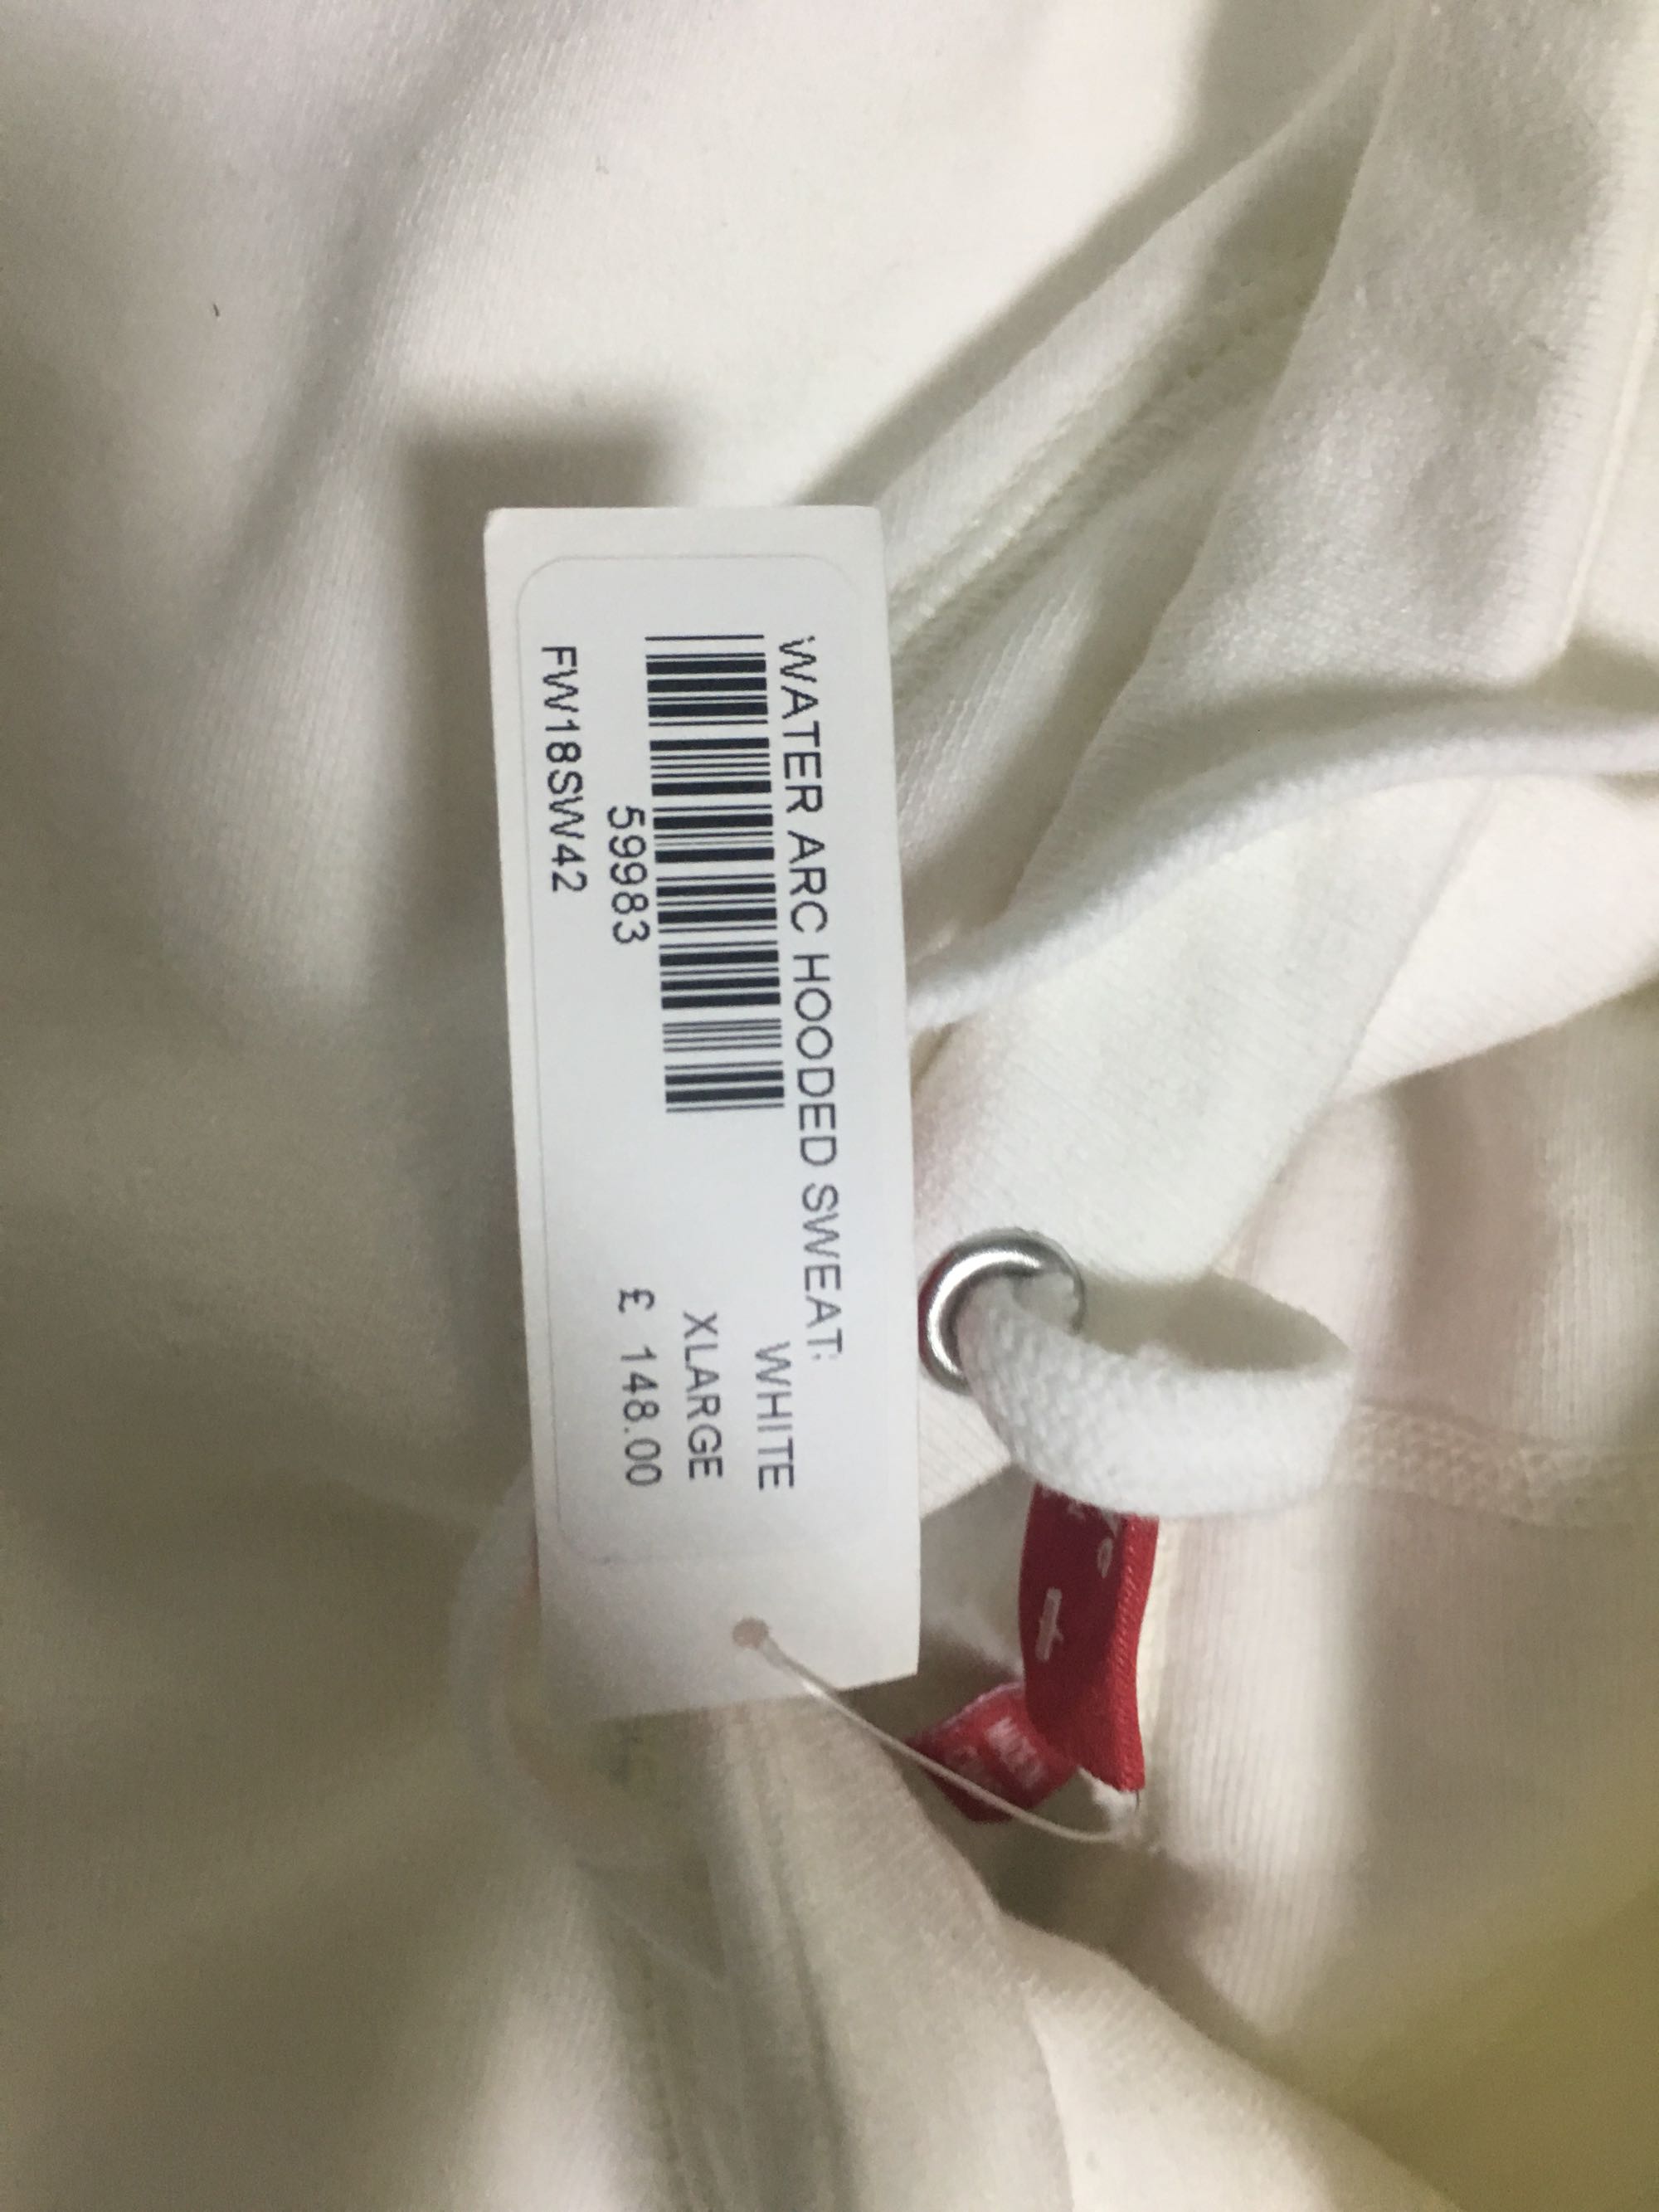 WATER ARC HOODED SWEAT:
WHITE
XLARGE
59983
£ 148.00
FW18SW42